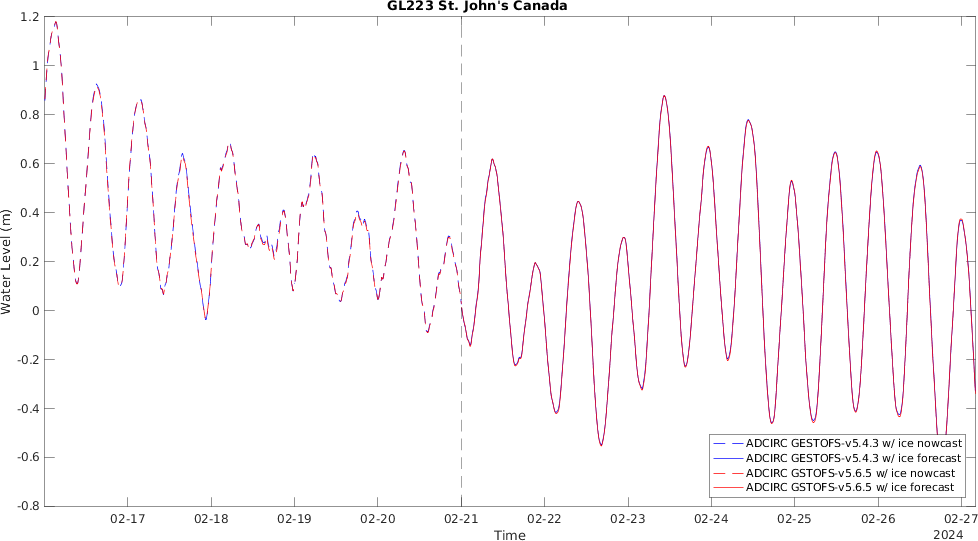 GL223 St. John's Canada
1.2
1
0.8
0.6
0.4
0.2
0
-0.2
-0.4
-0.6
-0.8
Water Level (m)
ADCIRC GESTOFS-v5.4.3 w/ ice nowcast
ADCIRC GESTOFS-v5.4.3 w/ ice forecast
ADCIRC GSTOFS-v5.6.5 w/ ice nowcast
ADCIRC GSTOFS-v5.6.5 w/ ice forecast
02-17 02-18 02-19 02-20 02-21 02-22 02-23 02-24 02-25 02-26 02-27
Time
2024